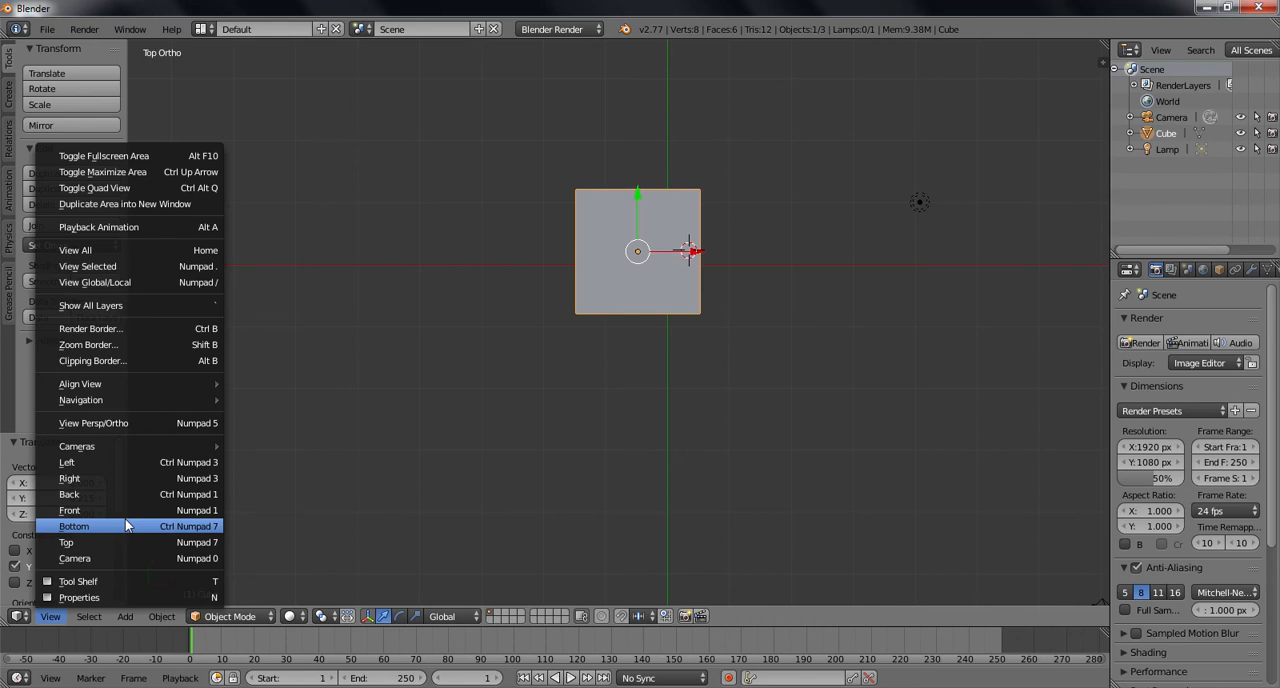 Blender
File Render Window Help Default Scene Blender Render v2.77 | Verts:8 | Faces:6 | Tris:12 | Objects:1/3 | Lamps:0/1 | Mem:9.38M | Cube
View Search All Scenes
Tools
Create
Relations
Animation
Physics
Grease Pencil
Transform
Translate
Rotate
Scale
Mirror
Top Ortho
Toggle Fullscreen Area Alt F10
Toggle Maximize Area Ctrl Up Arrow
Toggle Quad View Ctrl Alt Q
Duplicate Area into New Window
Playback Animation Alt A
View All Home
View Selected Numpad .
View Global/Local Numpad /
Show All Layers `
Render Border... Ctrl B
Zoom Border... Shift B
Clipping Border... Alt B
Align View
Navigation
View Persp/Ortho Numpad 5
Cameras
Left Ctrl Numpad 3
Right Numpad 3
Back Ctrl Numpad 1
Front Numpad 1
Bottom Ctrl Numpad 7
Top Numpad 7
Camera Numpad 0
Tool Shelf T
Properties N
Vector
X:
Y:
Z:
X
Y
Z
View Select Add Object Object Mode Global
Scene
RenderLayers
World
Camera
Cube
Lamp
Scene
Render
Render Animati Audio
Display: Image Editor
Dimensions
Render Presets
Resolution: Frame Range:
X:1920 px Start Fra:1
Y:1080 px End F: 250
50% Frame S: 1
Aspect Ratio: Frame Rate:
X: 1.000 24 fps
Y: 1.000 Time Remapp...
B Cr 10 10
Anti-Aliasing
5 8 11 16 Mitchell-Ne...
Full Sam... : 1.000 px
Sampled Motion Blur
Shading
Performance
-50 -40 -30 -20 -10 0 10 20 30 40 50 60 70 80 90 100 110 120 130 140 150 160 170 180 190 200 210 220 230 240 250 260 270 280
View Marker Frame Playback Start: 1 End: 250 1 No Sync